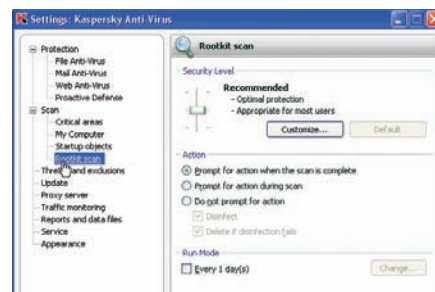 Settings: Kaspersky Anti-Virus
Protection
File Anti-Virus
Mail Anti-Virus
Web Anti-Virus
Proactive Defense
Scan
Critical areas
My Computer
Startup objects
Rootkit scan
and exclusions
Update
Proxy server
Traffic monitoring
Reports and data files
Service
Appearance
Rootkit scan
Security Level
Recommended
- Optimal protection
- Appropriate for most users
Customize...
Default
Action
Prompt for action when the scan is complete
Prompt for action during scan
Do not prompt for action
Disinfect
Delete if disinfection fails
Run Mode
Every 1 day(s)
Change...